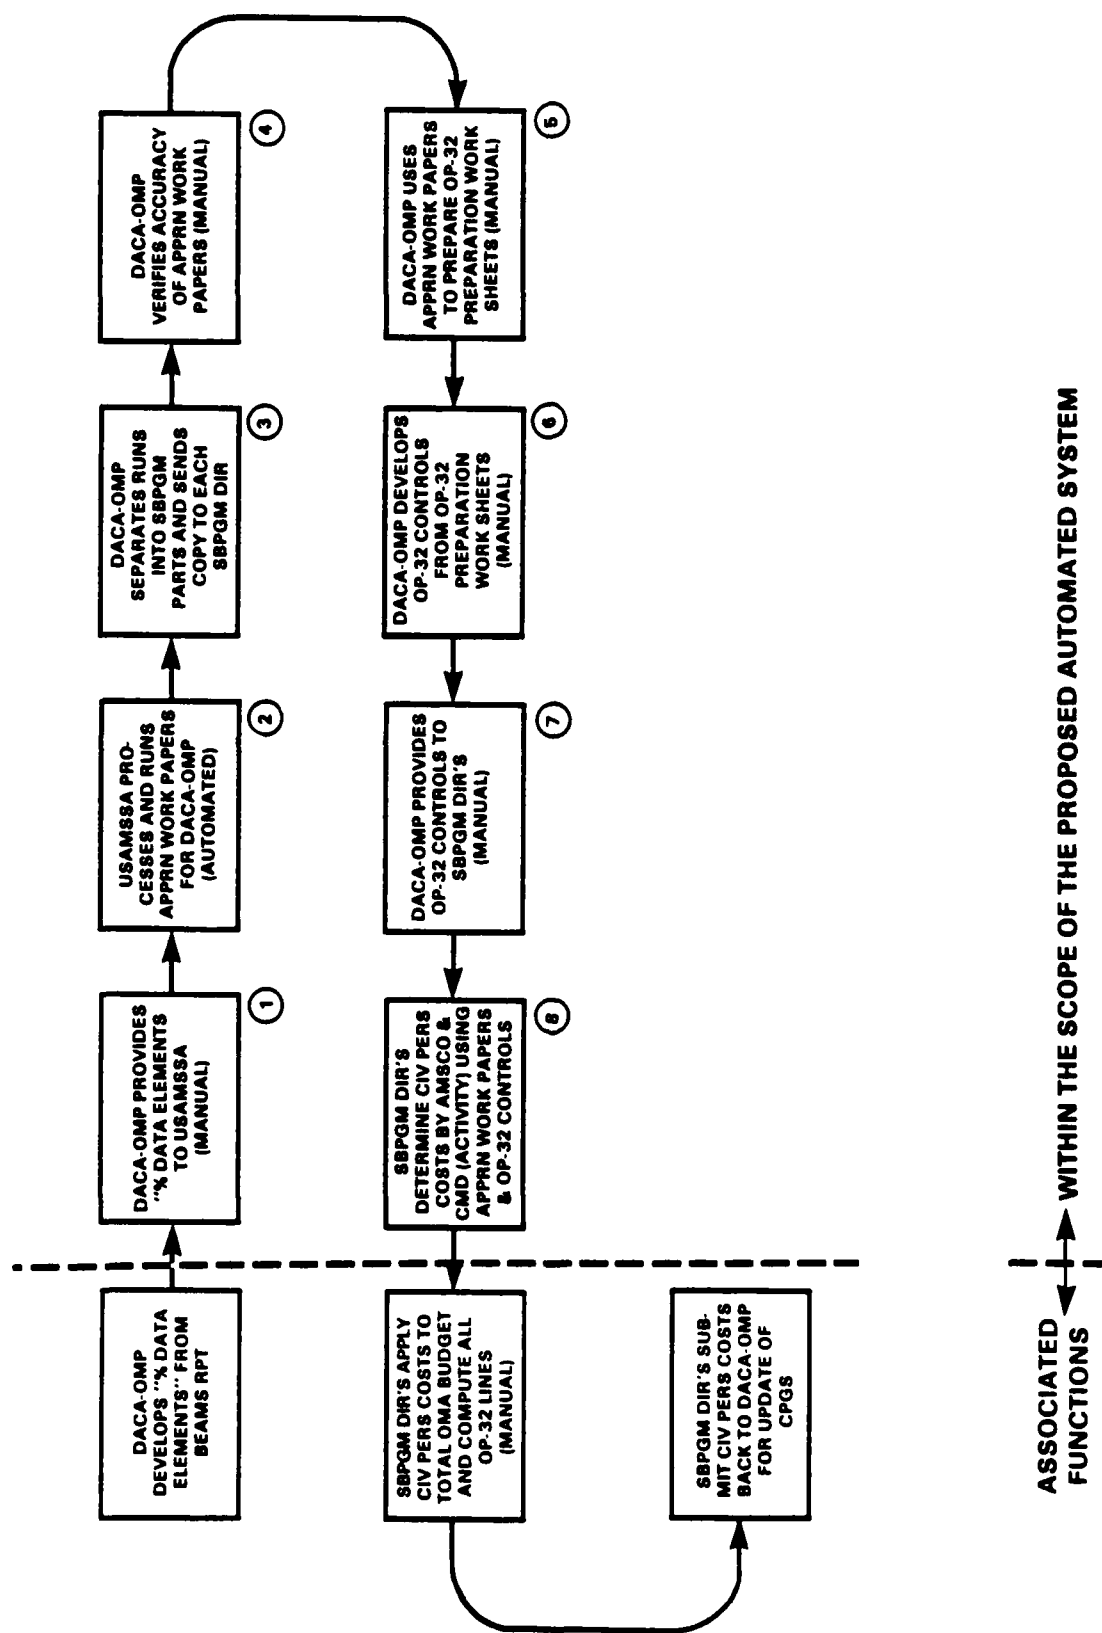 DACA-OMP
DEVELOPS "% DATA
ELEMENTS" FROM
BEAMS RPT
DACA-OMP PROVIDES
"% DATA ELEMENTS
TO USAMSSA
(MANUAL)
1
USAMSSA PRO-
CESSES AND RUNS
APPRN WORK PAPERS
FOR DACA-OMP
(AUTOMATED)
2
DACA-OMP
SEPARATES RUNS
INTO SBPGM
PARTS AND SENDS
COPY TO EACH
SBPGM DIR
3
DACA-OMP
VERIFIES ACCURACY
OF APPRN WORK
PAPERS (MANUAL)
4
DACA-OMP USES
APPRN WORK PAPERS
TO PREPARE OP-32
PREPARATION WORK
SHEETS (MANUAL)
5
DACA-OMP DEVELOPS
OP-32 CONTROLS
FROM OP-32
PREPARATION
WORK SHEETS
(MANUAL)
6
DACA-OMP PROVIDES
OP-32 CONTROLS TO
SBPGM DIR'S
(MANUAL)
7
SBPGM DIR'S
DETERMINE CIV PERS
COSTS BY AMSCO &
CMD (ACTIVITY) USING
APPRN WORK PAPERS
& OP-32 CONTROLS
8
SBPGM DIR'S APPLY
CIV PERS COSTS TO
TOTAL OMA BUDGET
AND COMPUTE ALL
OP-32 LINES
(MANUAL)
SBPGM DIR'S SUB-
MIT CIV PERS COSTS
BACK TO DACA-OMP
FOR UPDATE OF
CPGS
ASSOCIATED
FUNCTIONS
WITHIN THE SCOPE OF THE PROPOSED AUTOMATED SYSTEM